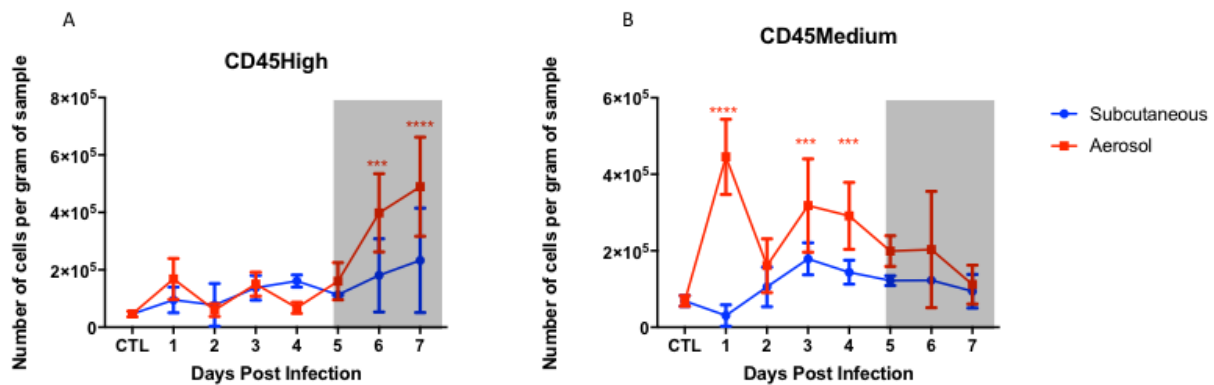 A
CD45High
Number of cells per gram of sample
8×10⁵
6×10⁵
4×10⁵
2×10⁵
0
***
****
CTL 1 2 3 4 5 6 7
Days Post Infection
B
CD45Medium
Number of cells per gram of sample
6×10⁵
4×10⁵
2×10⁵
0
****
***
***
CTL 1 2 3 4 5 6 7
Days Post Infection
Subcutaneous
Aerosol